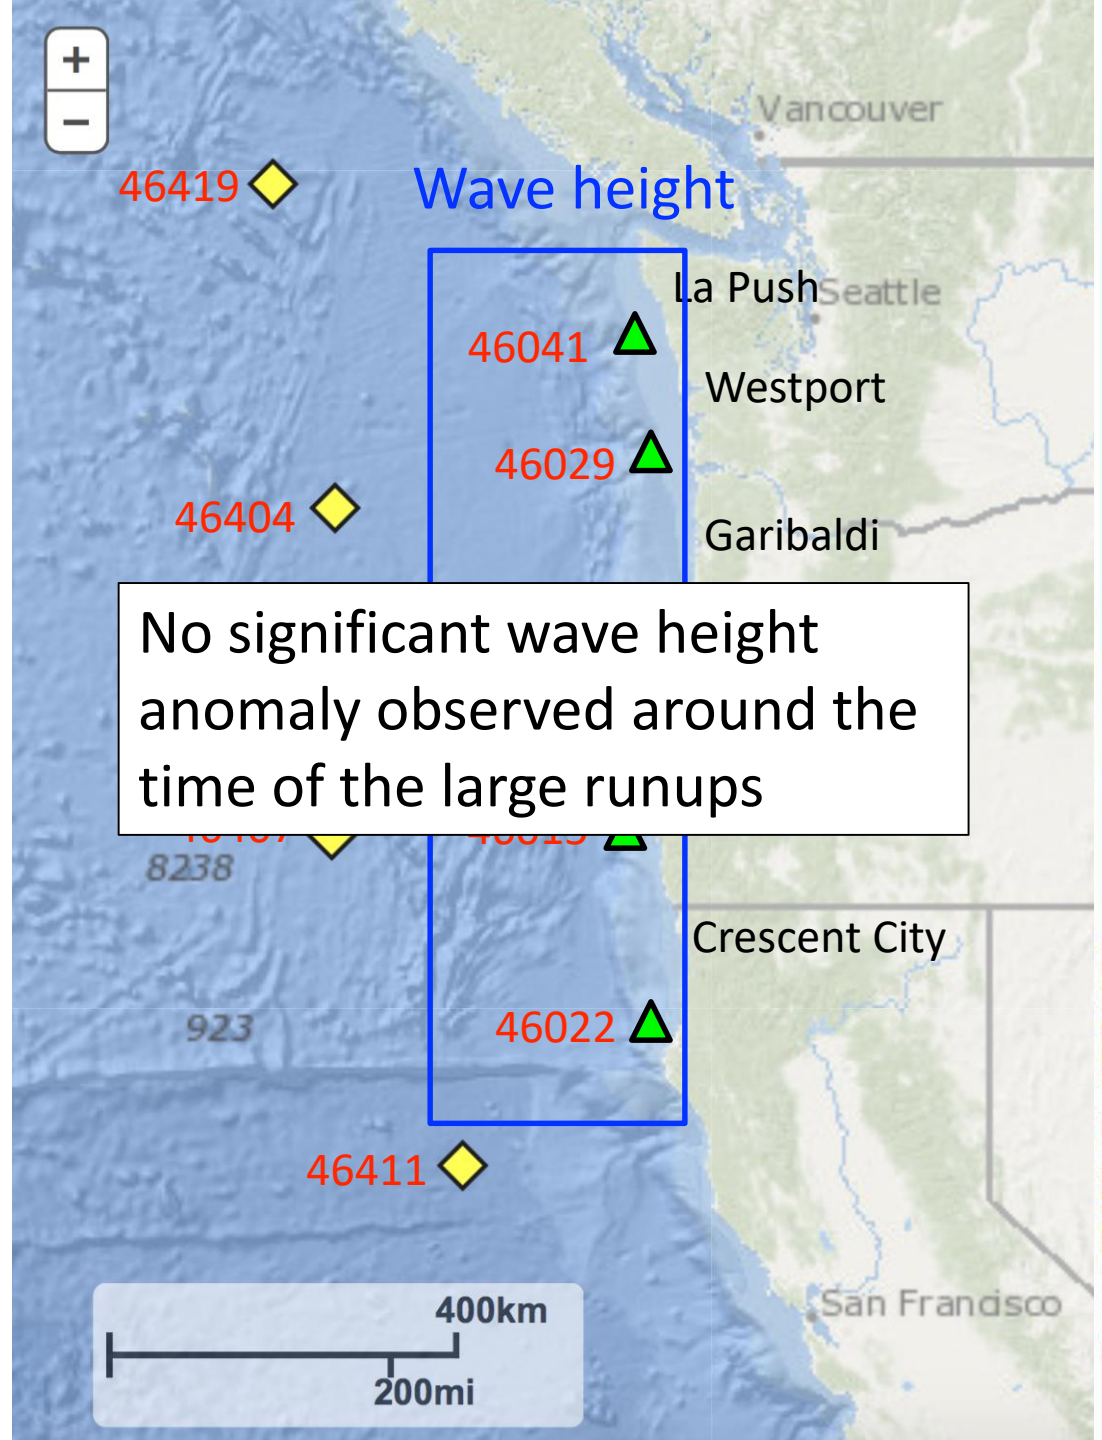 +
−
Vancouver
46419
Wave height
La Push
Seattle
46041
Westport
46029
46404
Garibaldi
No significant wave height
anomaly observed around the
time of the large runups
8238
Crescent City
923
46022
46411
400km
San Francisco
200mi